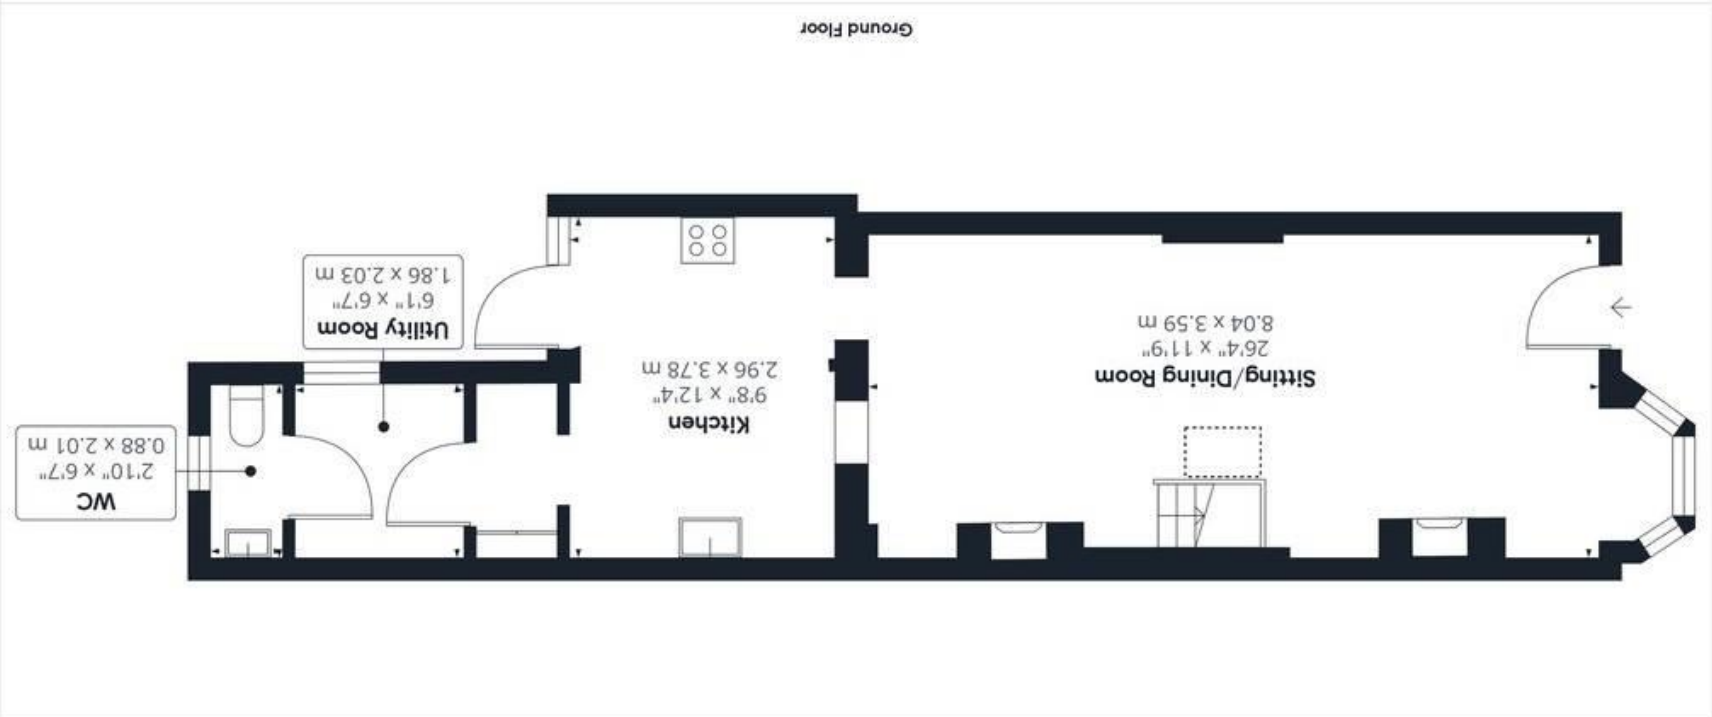 Sitting/Dining Room
26'4" x 11'9"
8.04 x 3.59 m
Kitchen
9'8" x 12'4"
2.96 x 3.78 m
WC
2'10" x 6'7"
0.88 x 2.01 m
Utility Room
6'1" x 6'7"
1.86 x 2.03 m
Ground Floor